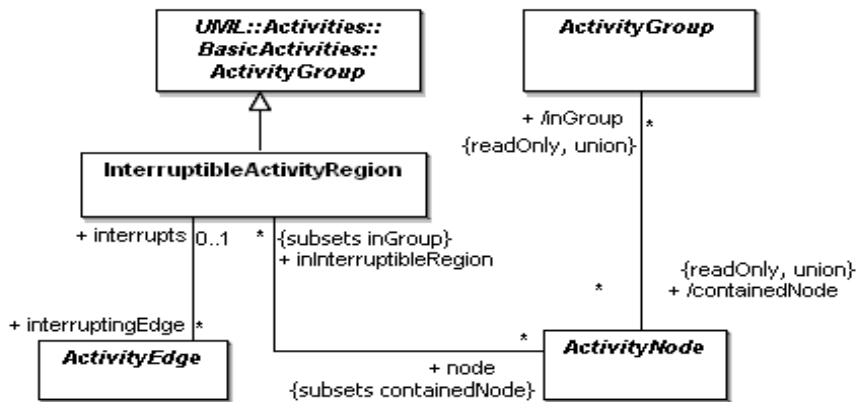 UML::Activities::
BasicActivities::
ActivityGroup
ActivityGroup
+ /inGroup
*
{readOnly, union}
InterruptibleActivityRegion
+ interrupts
0..1
*
{subsets inGroup}
+ inInterruptibleRegion
{readOnly, union}
*
+ /containedNode
+ interruptingEdge
*
*
ActivityEdge
ActivityNode
+ node
{subsets containedNode}